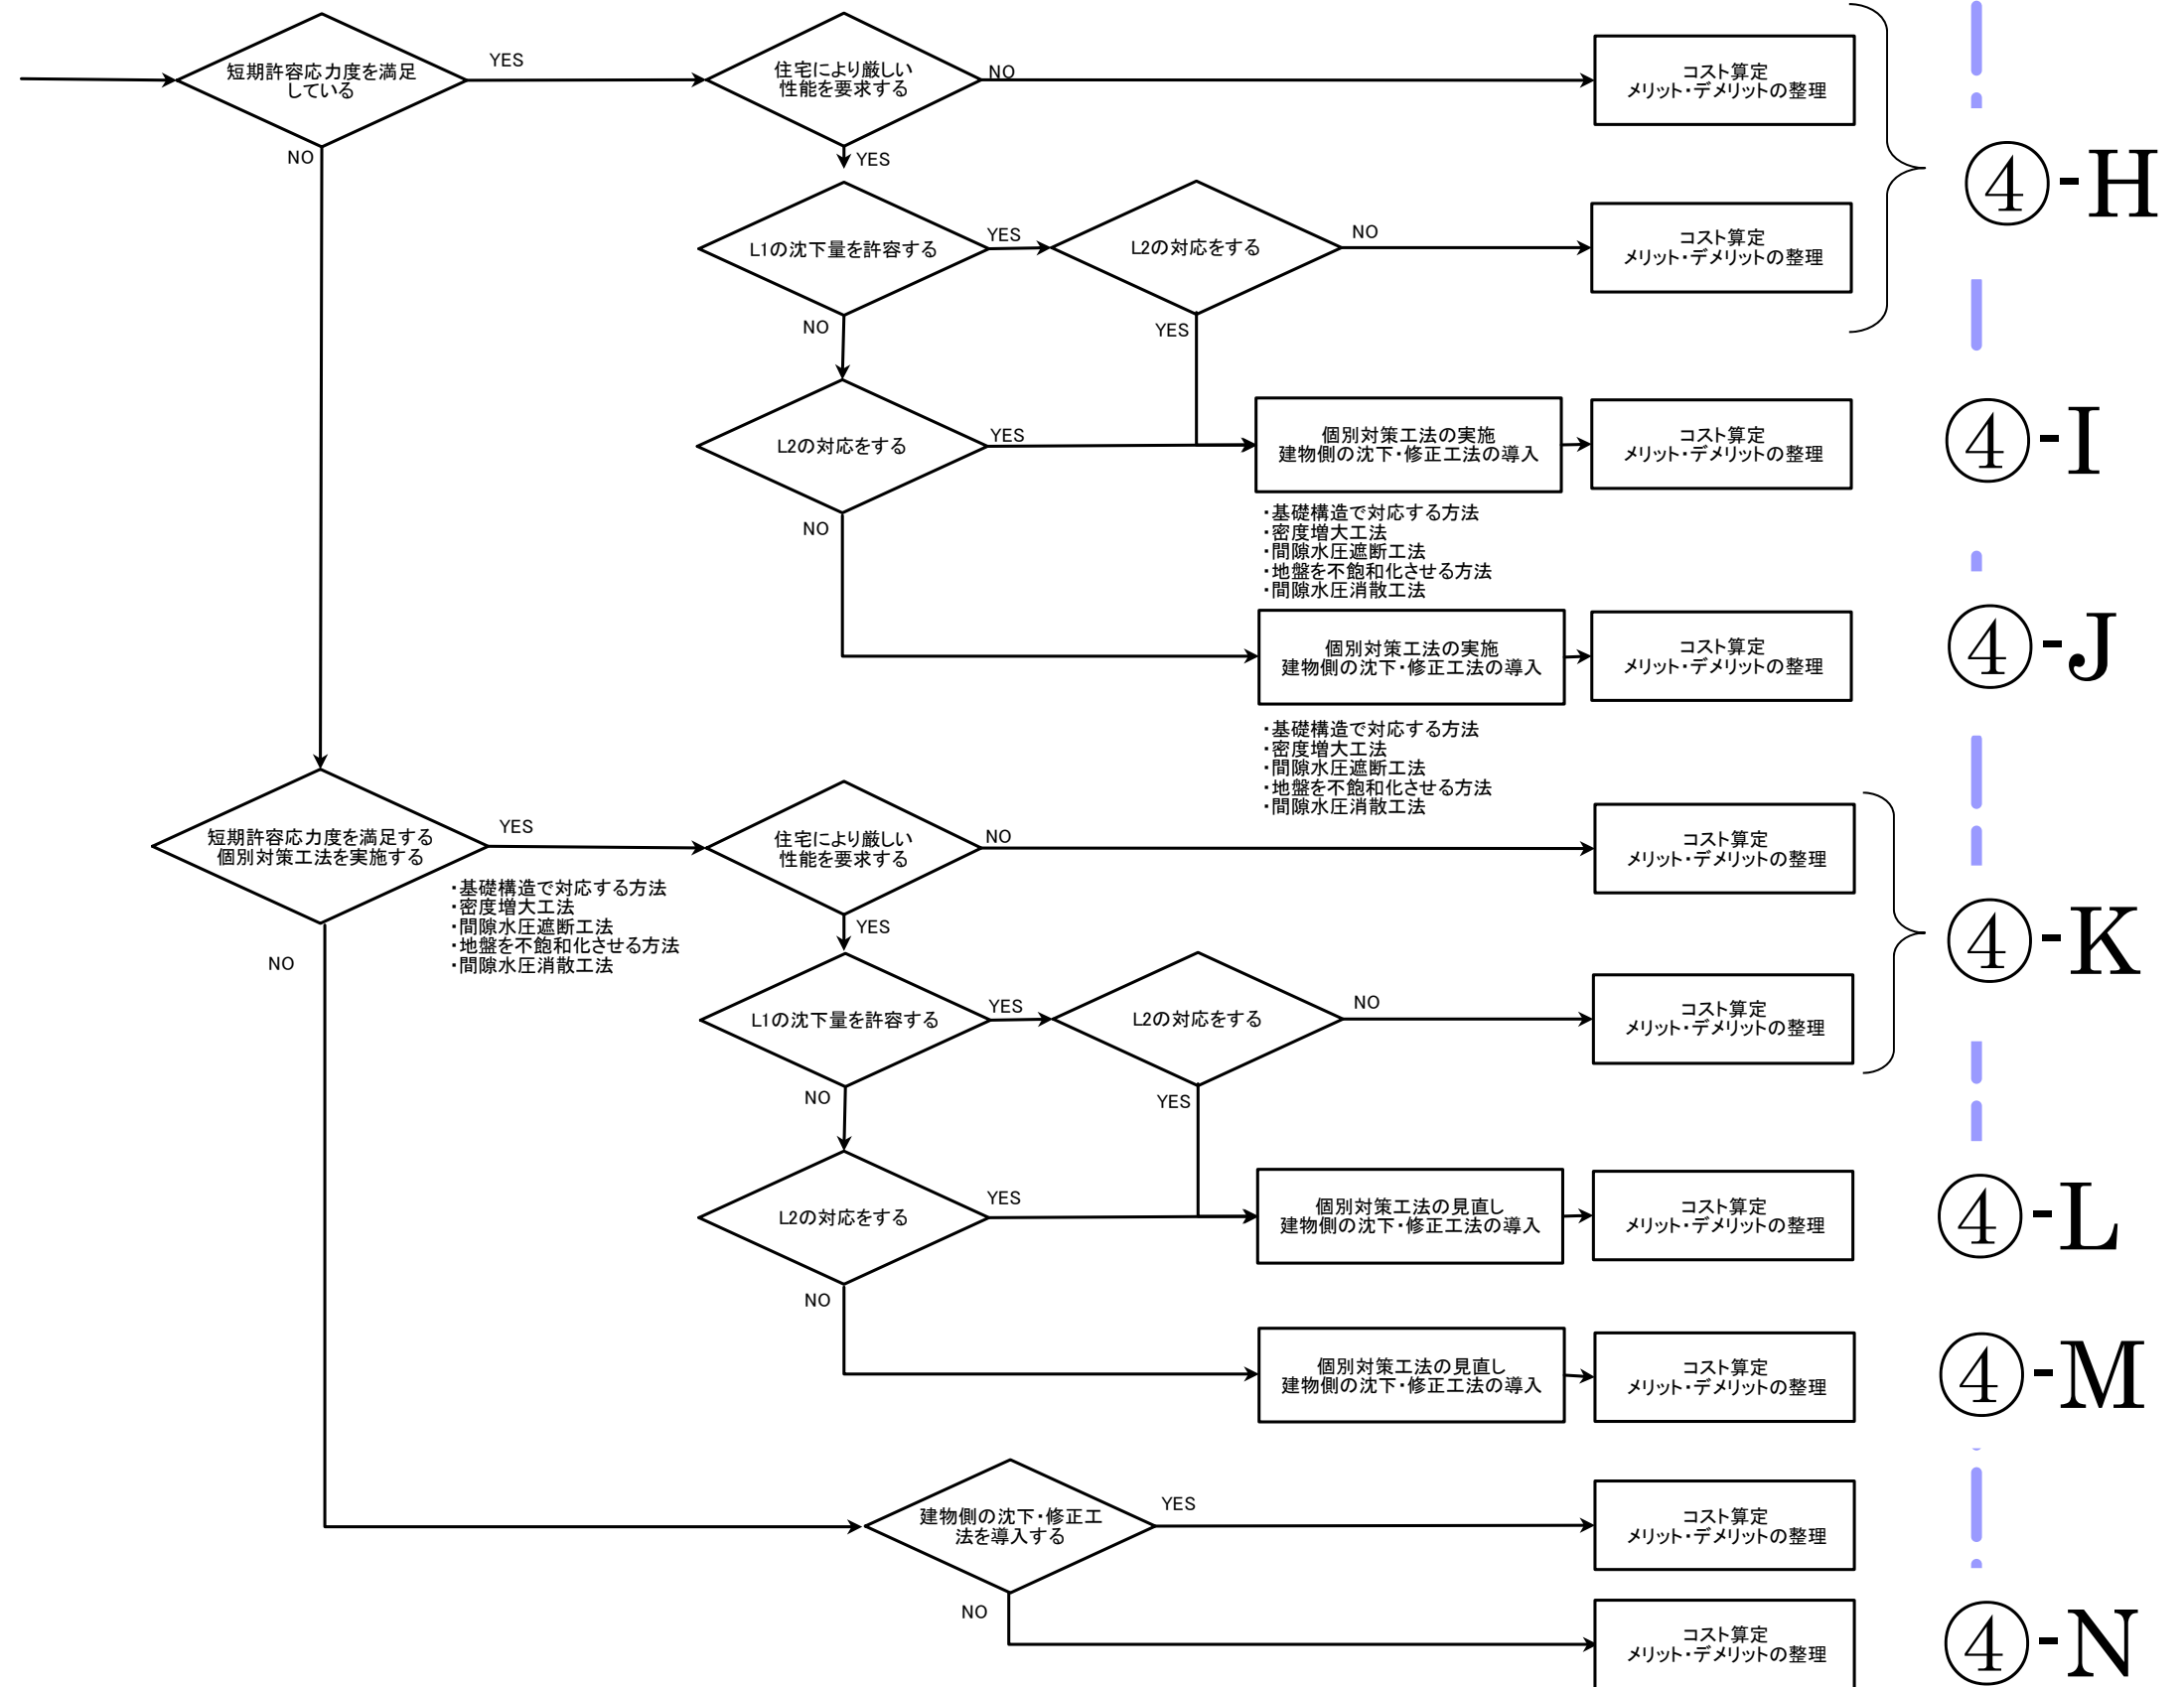 短期許容応力度を満足
している
YES
NO
住宅により厳しい
性能を要求する
NO
YES
コスト算定
メリット・デメリットの整理
④-H
L1の沈下量を許容する
YES
NO
L2の対応をする
NO
YES
コスト算定
メリット・デメリットの整理
L2の対応をする
YES
NO
個別対策工法の実施
建物側の沈下・修正工法の導入
コスト算定
メリット・デメリットの整理
④-I
・基礎構造で対応する方法
・密度増大工法
・間隙水圧遮断工法
・地盤を不飽和化させる方法
・間隙水圧消散工法
個別対策工法の実施
建物側の沈下・修正工法の導入
コスト算定
メリット・デメリットの整理
④-J
・基礎構造で対応する方法
・密度増大工法
・間隙水圧遮断工法
・地盤を不飽和化させる方法
・間隙水圧消散工法
短期許容応力度を満足する
個別対策工法を実施する
YES
NO
・基礎構造で対応する方法
・密度増大工法
・間隙水圧遮断工法
・地盤を不飽和化させる方法
・間隙水圧消散工法
住宅により厳しい
性能を要求する
NO
YES
コスト算定
メリット・デメリットの整理
④-K
L1の沈下量を許容する
YES
NO
L2の対応をする
NO
YES
コスト算定
メリット・デメリットの整理
L2の対応をする
YES
NO
個別対策工法の見直し
建物側の沈下・修正工法の導入
コスト算定
メリット・デメリットの整理
④-L
個別対策工法の見直し
建物側の沈下・修正工法の導入
コスト算定
メリット・デメリットの整理
④-M
建物側の沈下・修正工
法を導入する
YES
NO
コスト算定
メリット・デメリットの整理
コスト算定
メリット・デメリットの整理
④-N